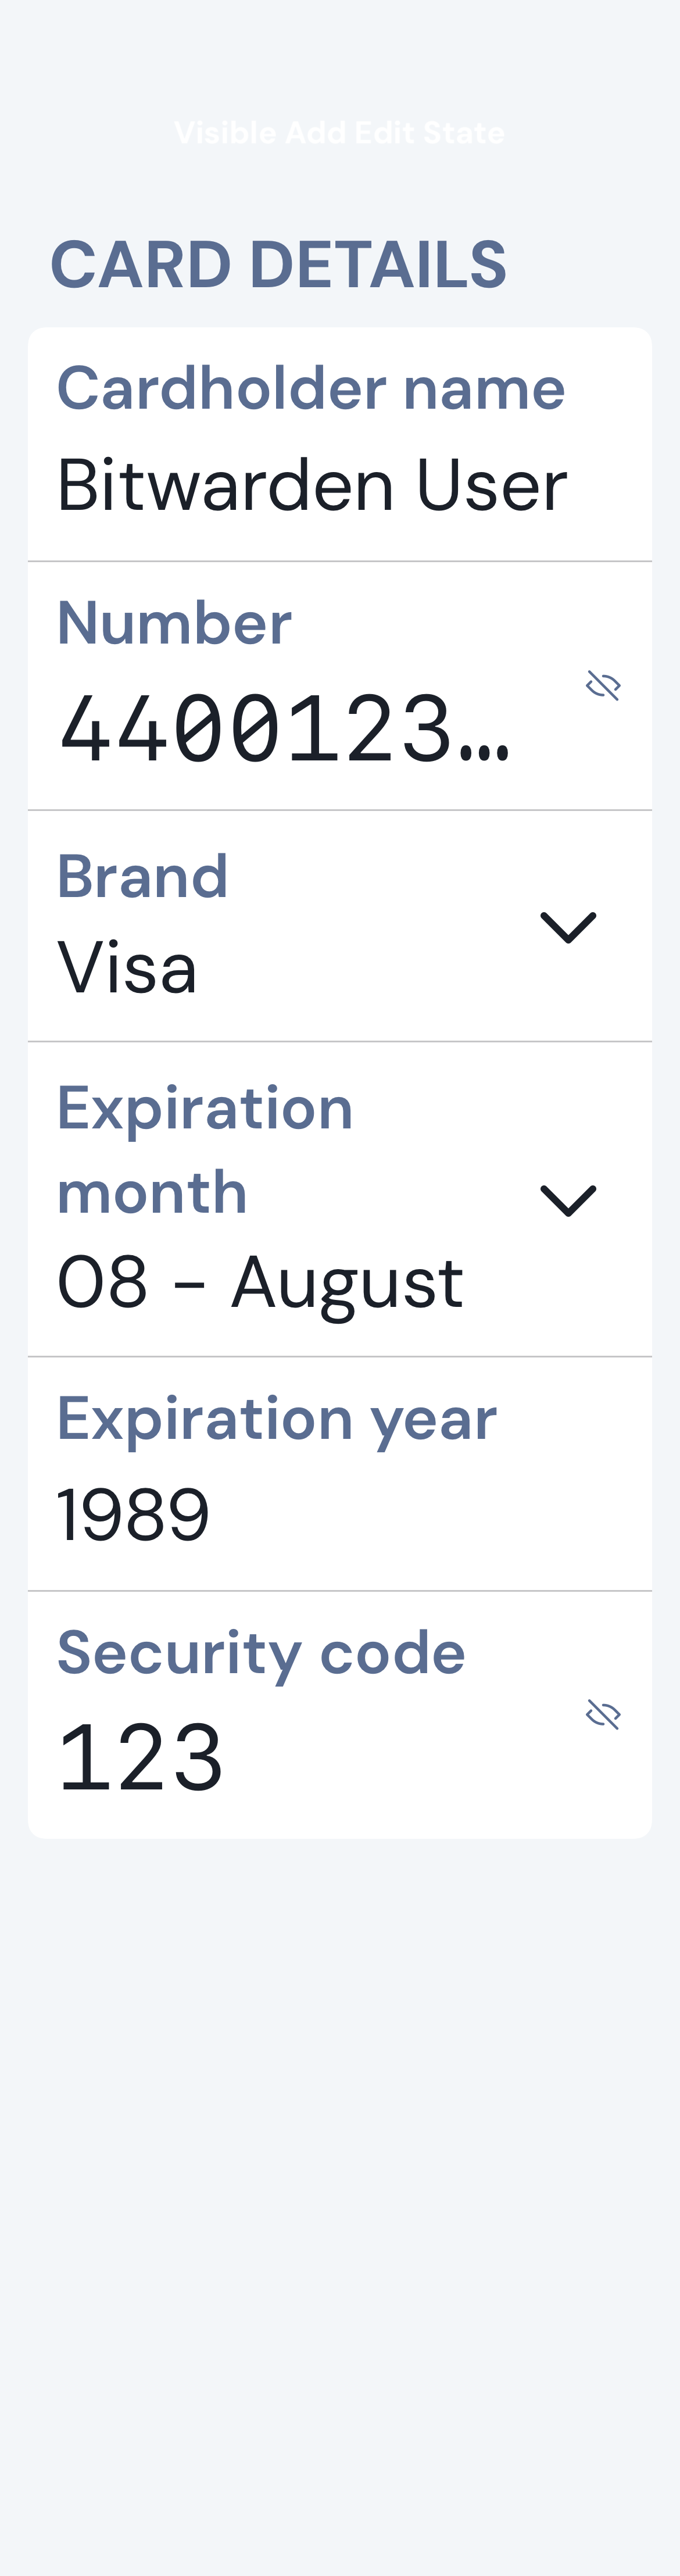 Visible Add Edit State
CARD DETAILS
Cardholder name
Bitwarden User
Number
4400123…
Brand
Visa
Expiration
month
08 - August
Expiration year
1989
Security code
123